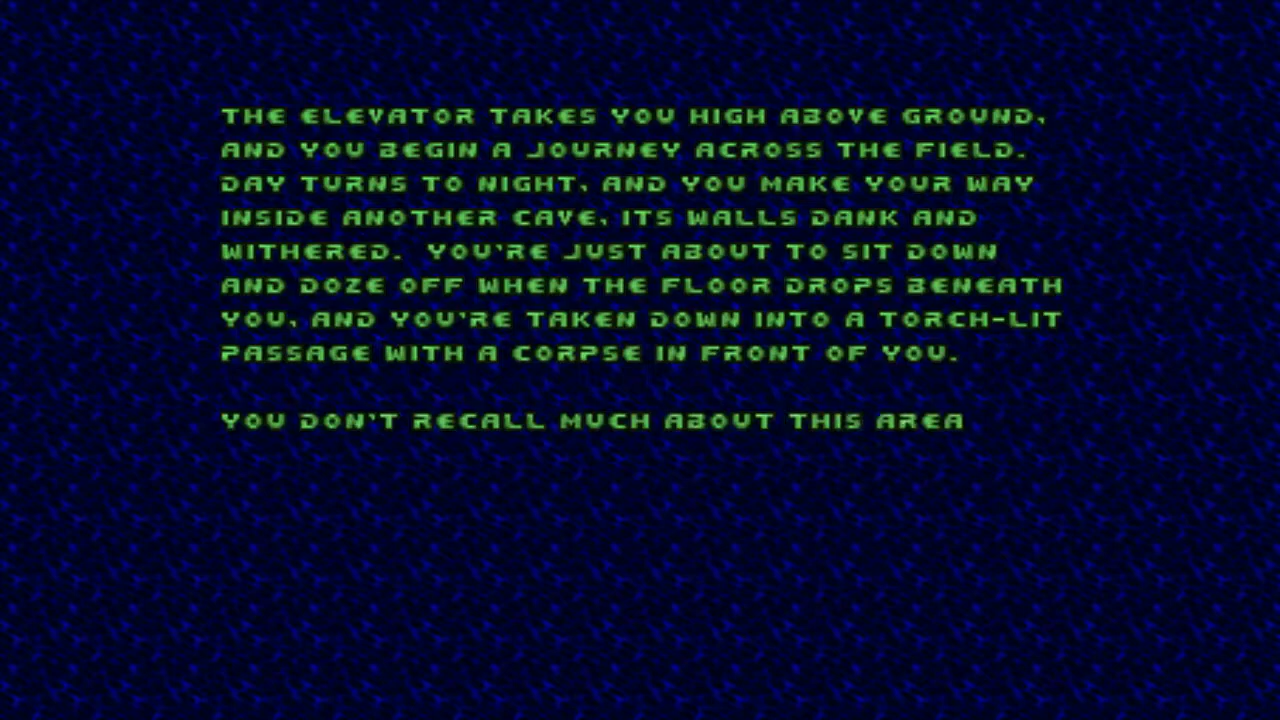 THE ELEVATOR TAKES YOU HIGH ABOVE GROUND,
AND YOU BEGIN A JOURNEY ACROSS THE FIELD.
DAY TURNS TO NIGHT, AND YOU MAKE YOUR WAY
INSIDE ANOTHER CAVE, ITS WALLS DANK AND
WITHERED.  YOU'RE JUST ABOUT TO SIT DOWN
AND DOZE OFF WHEN THE FLOOR DROPS BENEATH
YOU, AND YOU'RE TAKEN DOWN INTO A TORCH-LIT
PASSAGE WITH A CORPSE IN FRONT OF YOU.
YOU DON'T RECALL MUCH ABOUT THIS AREA